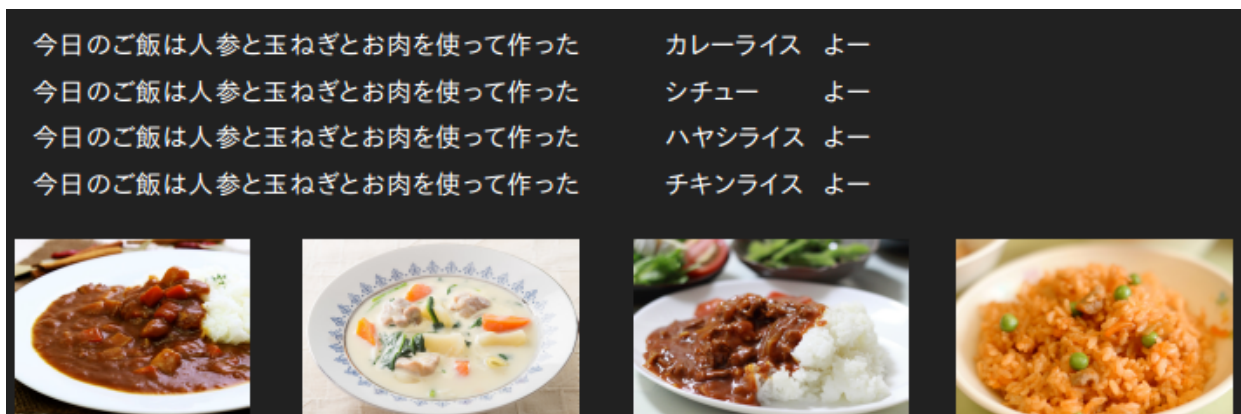 今日のご飯は人参と玉ねぎとお肉を使って作った カレーライス よー
今日のご飯は人参と玉ねぎとお肉を使って作った シチュー よー
今日のご飯は人参と玉ねぎとお肉を使って作った ハヤシライス よー
今日のご飯は人参と玉ねぎとお肉を使って作った チキンライス よー